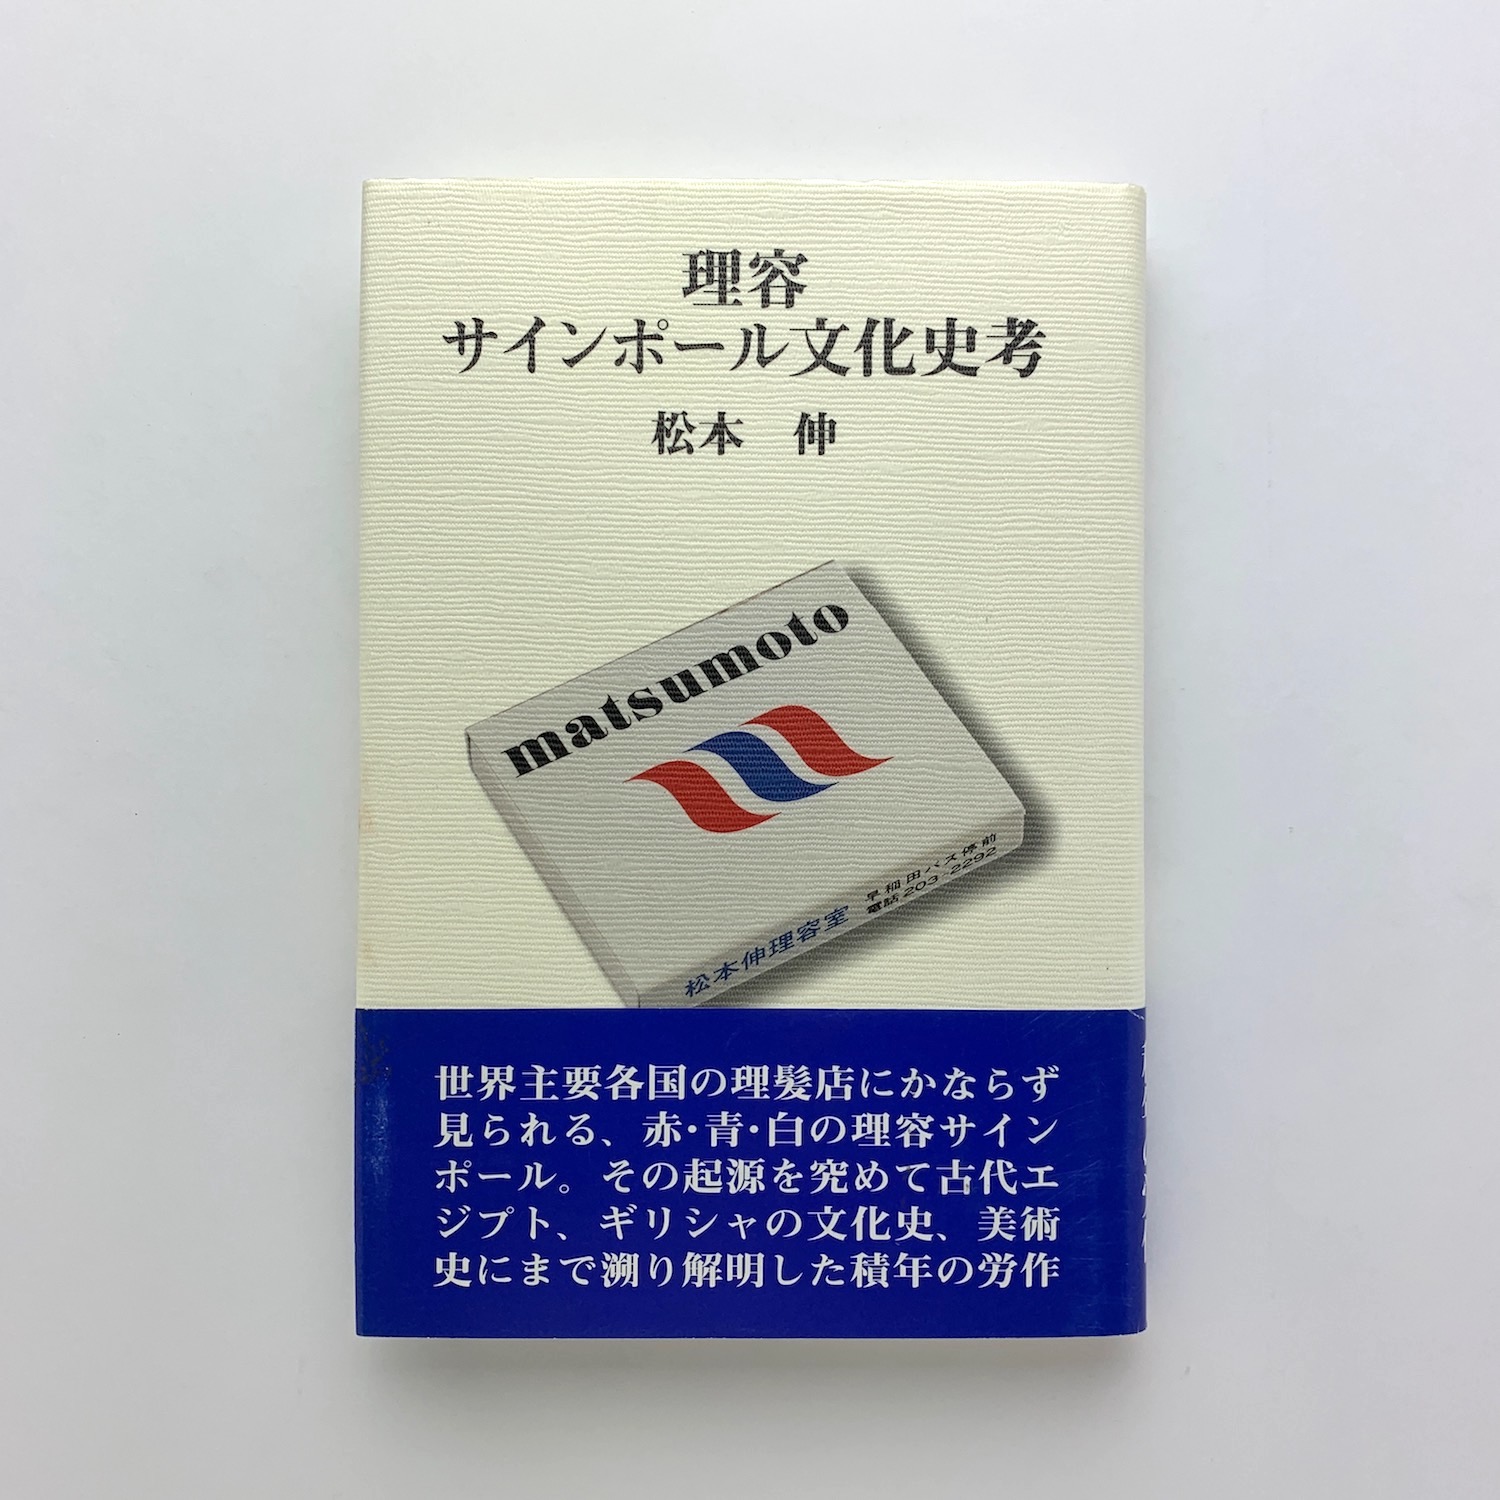 理容
サインポール文化史考
松本 伸
matsumoto
早稲田バス停前
電話203-2292
松本伸理容室
世界主要各国の理髪店にかならず
見られる、赤・青・白の理容サイン
ポール。その起源を究めて古代エ
ジプト、ギリシャの文化史、美術
史にまで溯り解明した積年の労作